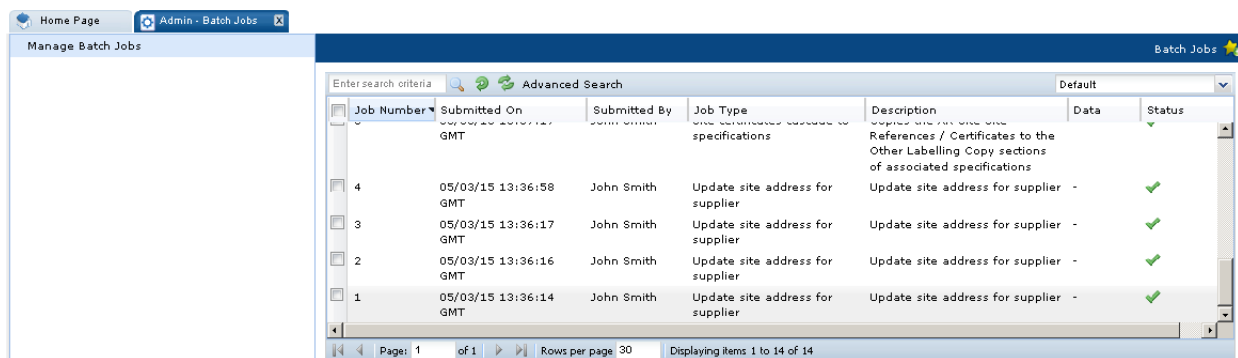 Home Page
Admin - Batch Jobs
Manage Batch Jobs
Batch Jobs
Enter search criteria
Advanced Search
Default
Job Number Submitted On Submitted By Job Type Description Data Status
GMT specifications References / Certificates to the
Other Labelling Copy sections
of associated specifications
4 05/03/15 13:36:58 John Smith Update site address for Update site address for supplier -
GMT supplier
3 05/03/15 13:36:17 John Smith Update site address for Update site address for supplier -
GMT supplier
2 05/03/15 13:36:16 John Smith Update site address for Update site address for supplier -
GMT supplier
1 05/03/15 13:36:14 John Smith Update site address for Update site address for supplier -
GMT supplier
Page: 1 of 1 Rows per page 30 Displaying items 1 to 14 of 14